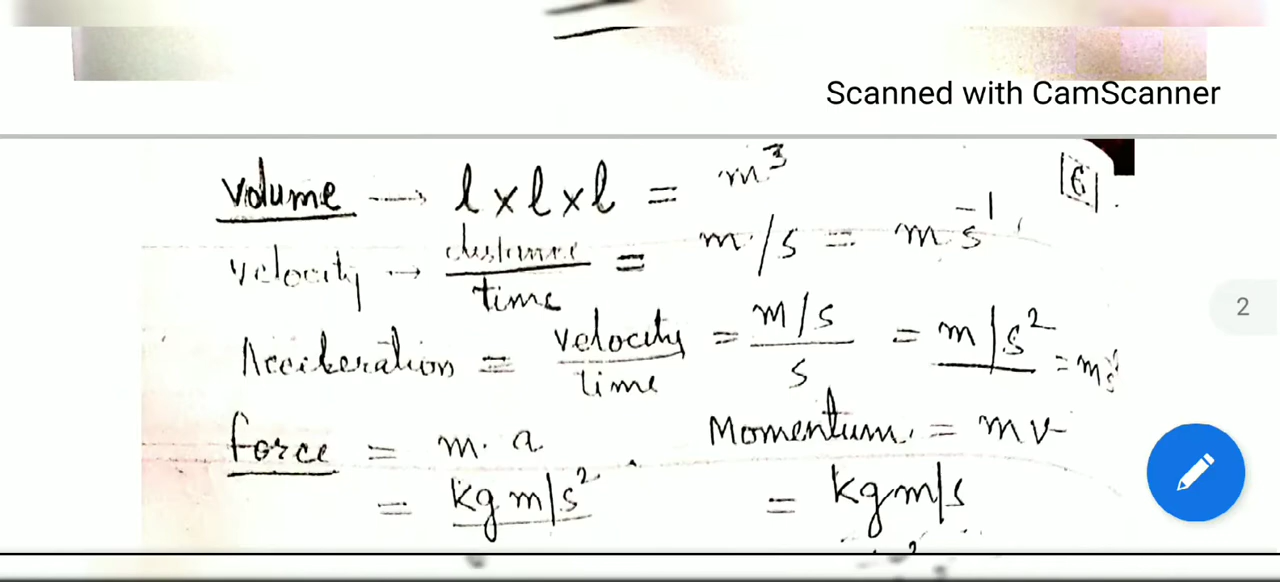 Scanned with CamScanner
Volume → l x l x l = m³ [6].
velocity → distance/time = m/s = m s⁻¹
2
Acceleration = velocity/time = m/s/s = m/s² = m
force = m. a
= kg m/s²
Momentum. = mv
= kg m/s